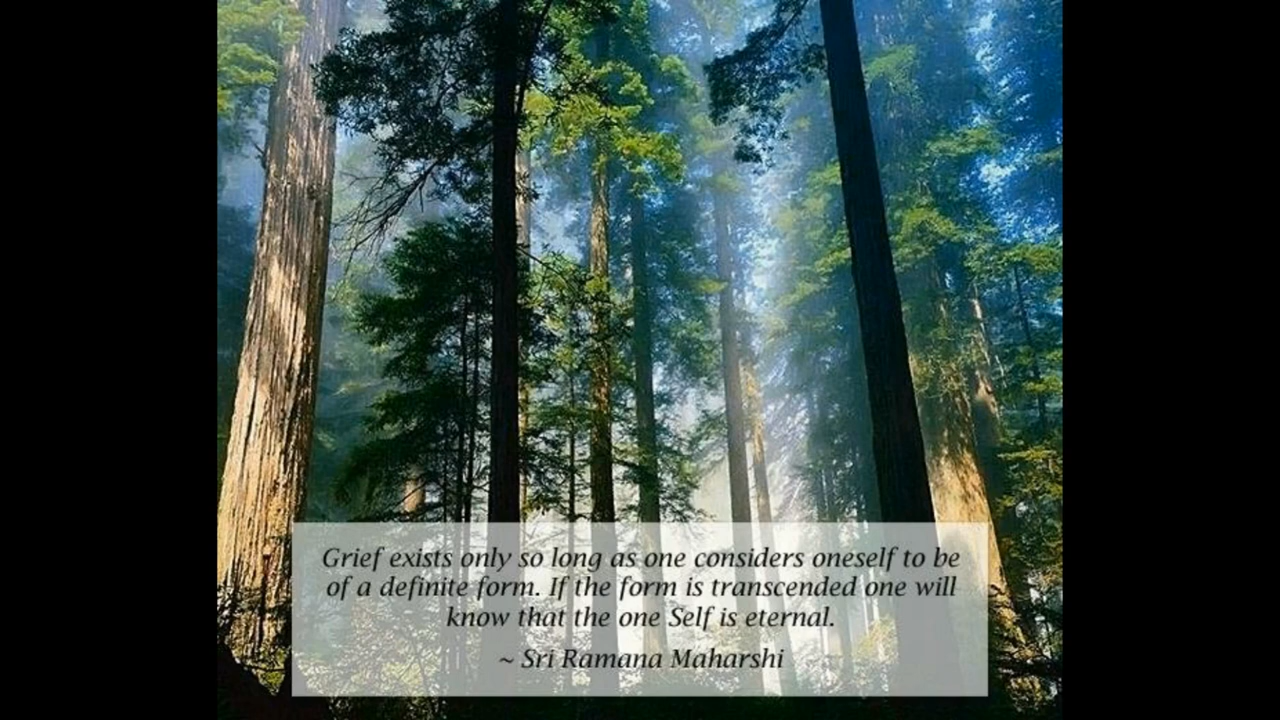 Grief exists only so long as one considers oneself to be
of a definite form. If the form is transcended one will
know that the one Self is eternal.
~ Sri Ramana Maharshi